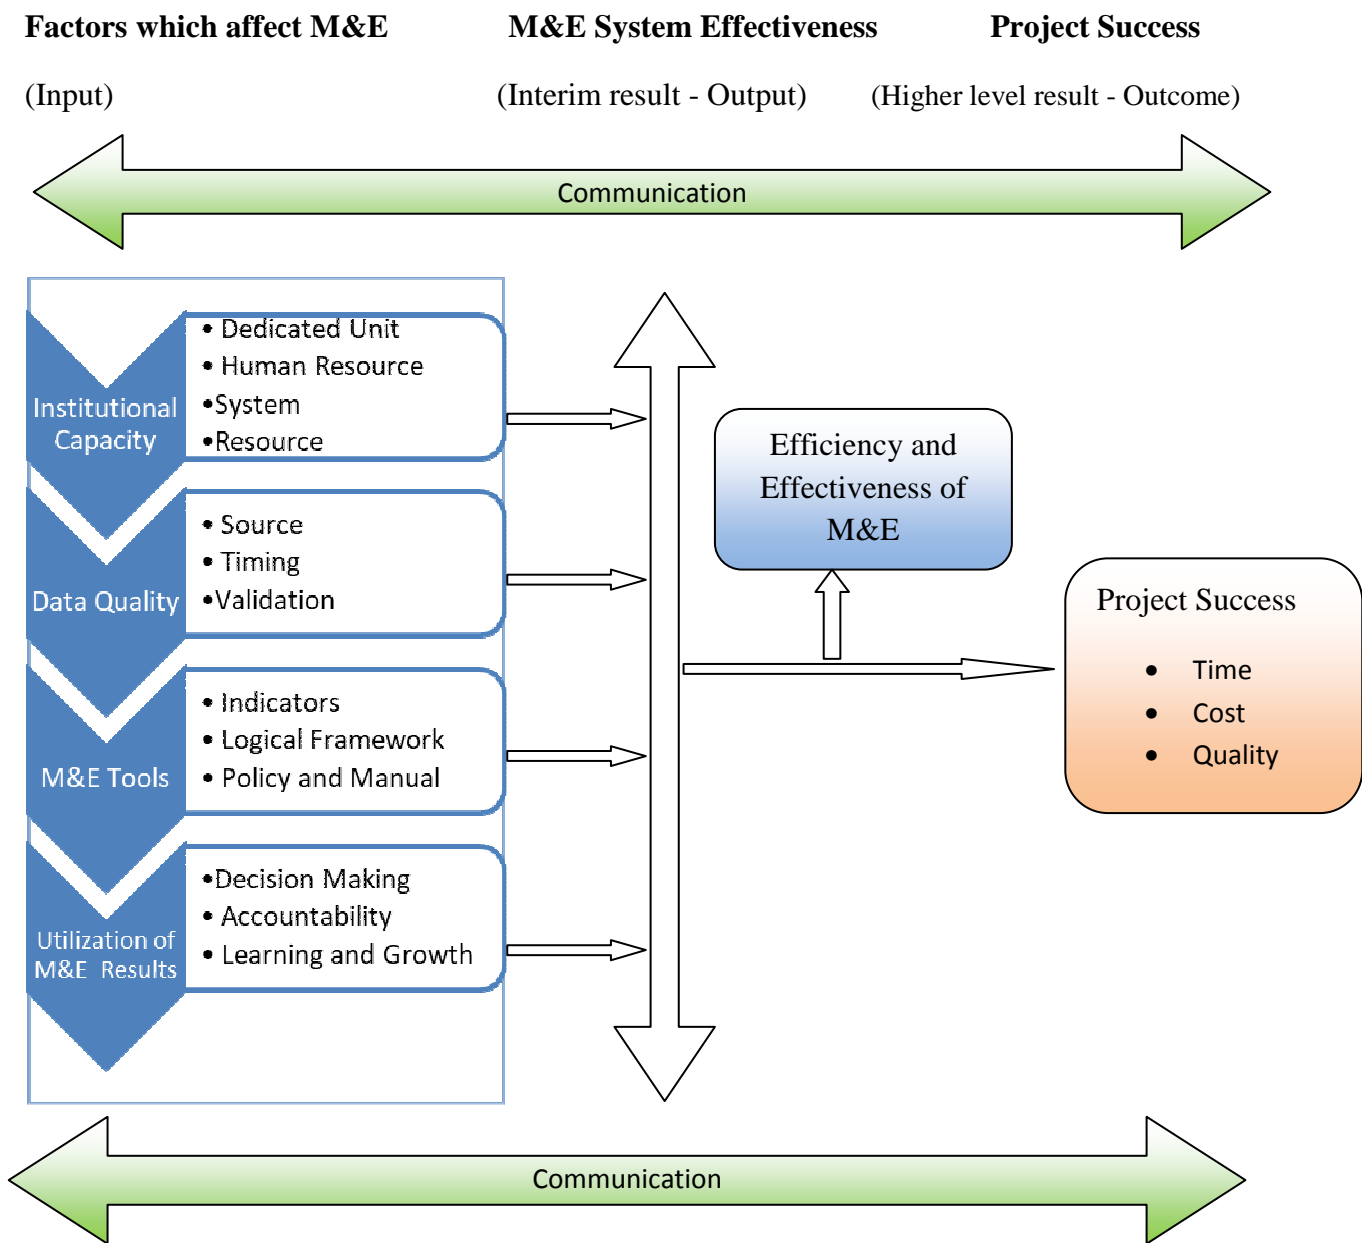 Factors which affect M&E M&E System Effectiveness Project Success
(Input) (Interim result - Output) (Higher level result - Outcome)
Communication
Institutional
Capacity
• Dedicated Unit
• Human Resource
•System
•Resource
Data Quality
• Source
• Timing
•Validation
M&E Tools
• Indicators
• Logical Framework
• Policy and Manual
Utilization of
M&E Results
•Decision Making
• Accountability
• Learning and Growth
Efficiency and
Effectiveness of
M&E
Project Success
• Time
• Cost
• Quality
Communication